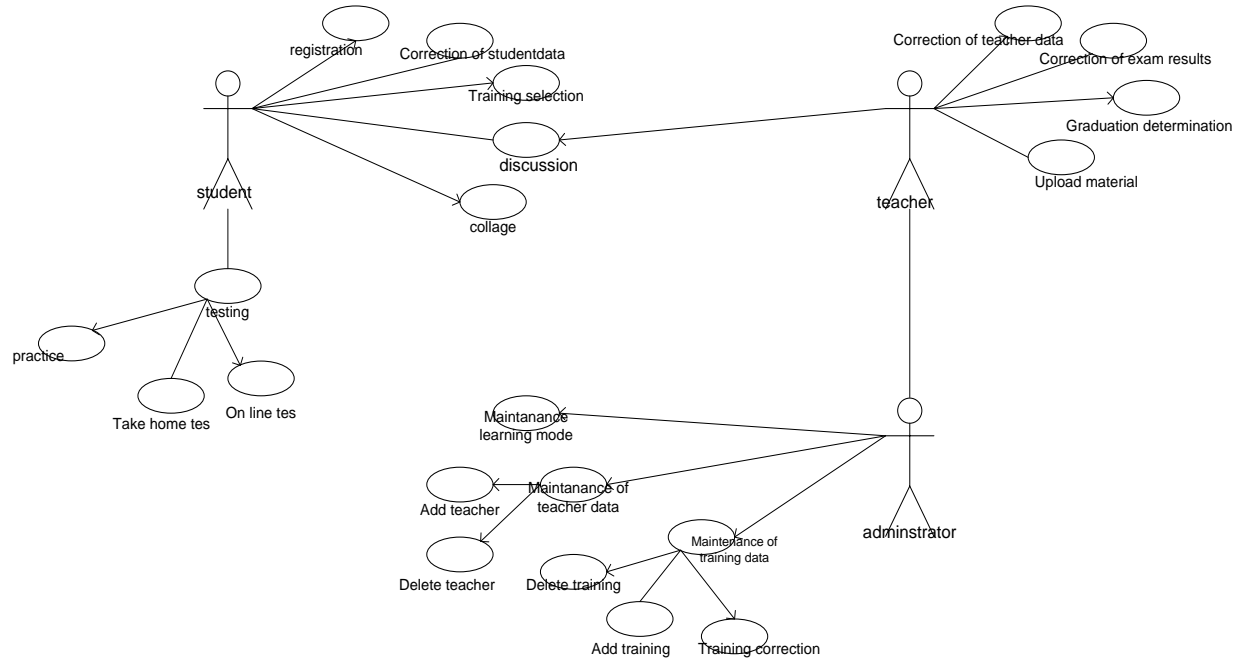 registration
Correction of studentdata
Training selection
discussion
student
collage
testing
practice
Take home tes
On line tes
Correction of teacher data
Correction of exam results
Graduation determination
Upload material
teacher
Maintanance
learning mode
Maintanance of
teacher data
Add teacher
Delete teacher
adminstrator
Maintenance of
training data
Delete training
Add training
Training correction